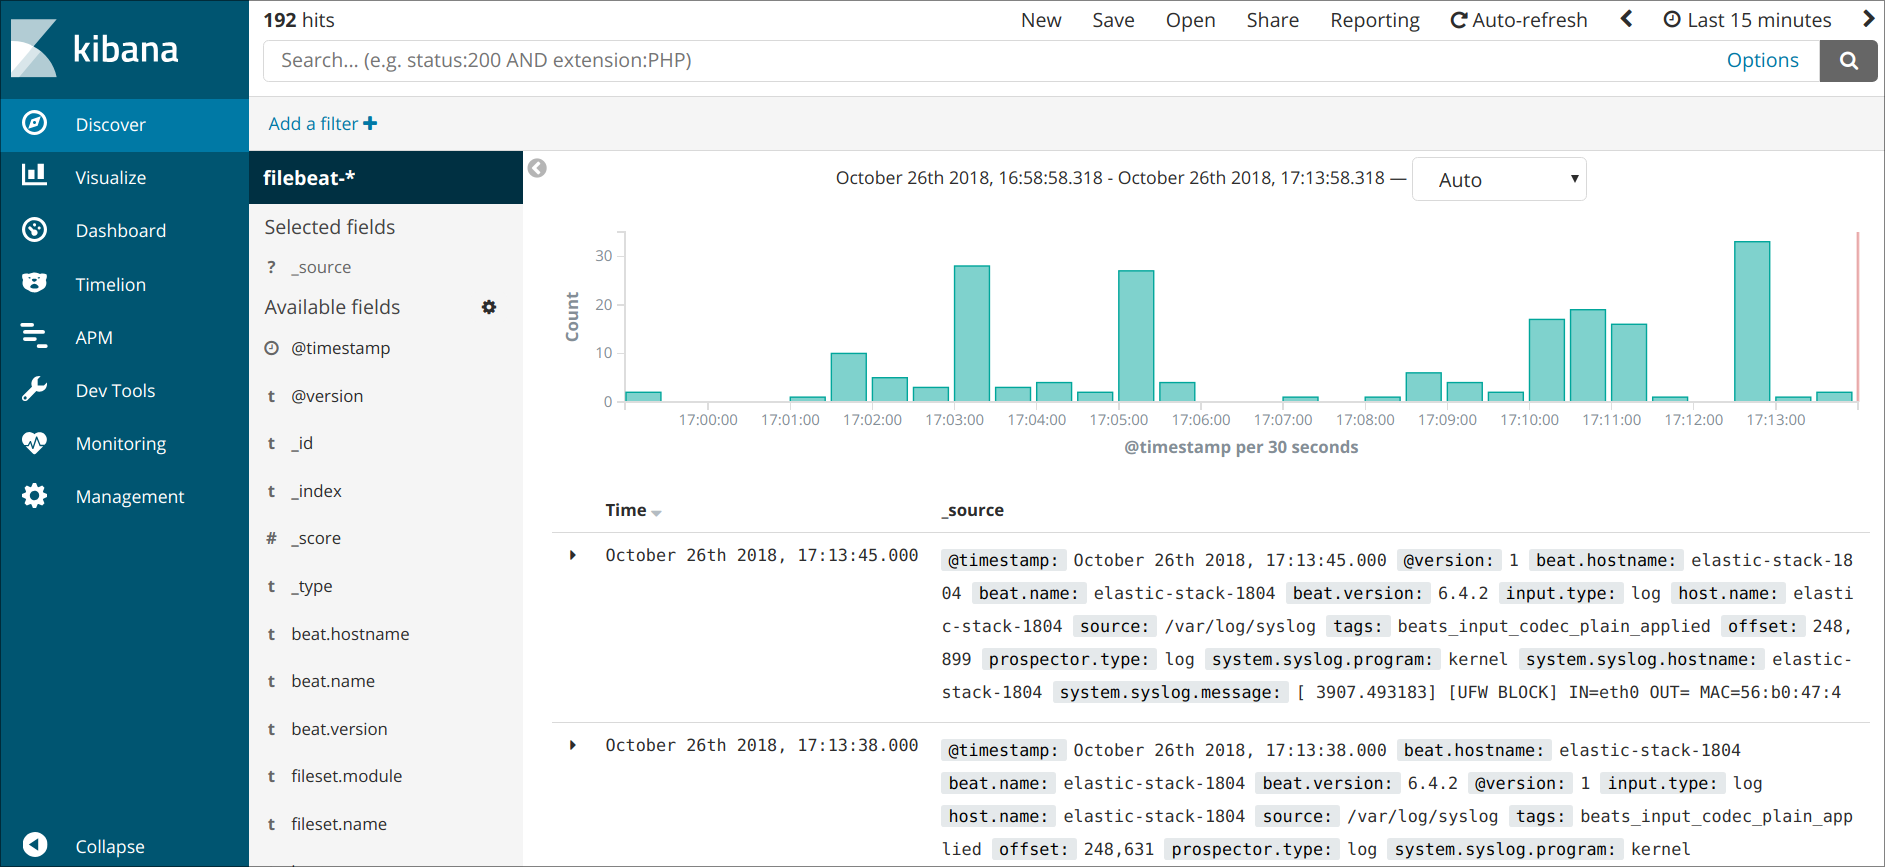 kibana
Discover
Visualize
Dashboard
Timelion
APM
Dev Tools
Monitoring
Management
Collapse
192 hits
New Save Open Share Reporting Auto-refresh Last 15 minutes
Search... (e.g. status:200 AND extension:PHP) Options
Add a filter
filebeat-*
Selected fields
? _source
Available fields
@timestamp
t @version
t _id
t _index
# _score
t _type
t beat.hostname
t beat.name
t beat.version
t fileset.module
t fileset.name
October 26th 2018, 16:58:58.318 - October 26th 2018, 17:13:58.318 — Auto
Count
30
20
10
0
17:00:00 17:01:00 17:02:00 17:03:00 17:04:00 17:05:00 17:06:00 17:07:00 17:08:00 17:09:00 17:10:00 17:11:00 17:12:00 17:13:00
@timestamp per 30 seconds
Time _source
October 26th 2018, 17:13:45.000
@timestamp: October 26th 2018, 17:13:45.000 @version: 1 beat.hostname: elastic-stack-18
04 beat.name: elastic-stack-1804 beat.version: 6.4.2 input.type: log host.name: elasti
c-stack-1804 source: /var/log/syslog tags: beats_input_codec_plain_applied offset: 248,
899 prospector.type: log system.syslog.program: kernel system.syslog.hostname: elastic-
stack-1804 system.syslog.message: [ 3907.493183] [UFW BLOCK] IN=eth0 OUT= MAC=56:b0:47:4
October 26th 2018, 17:13:38.000
@timestamp: October 26th 2018, 17:13:38.000 beat.hostname: elastic-stack-1804
beat.name: elastic-stack-1804 beat.version: 6.4.2 @version: 1 input.type: log
host.name: elastic-stack-1804 source: /var/log/syslog tags: beats_input_codec_plain_app
lied offset: 248,631 prospector.type: log system.syslog.program: kernel